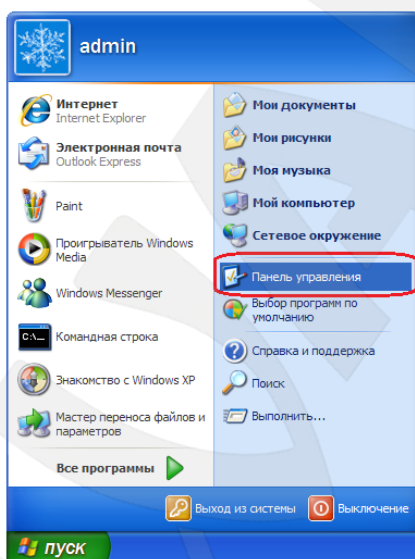 admin
Интернет
Internet Explorer
Электронная почта
Outlook Express
Paint
Проигрыватель Windows
Media
Windows Messenger
C:\_
Командная строка
Знакомство с Windows XP
Мастер переноса файлов и
параметров
Все программы
Мои документы
Мои рисунки
Моя музыка
Мой компьютер
Сетевое окружение
Панель управления
Выбор программ по
умолчанию
Справка и поддержка
Поиск
Выполнить...
Выход из системы
Выключение
пуск